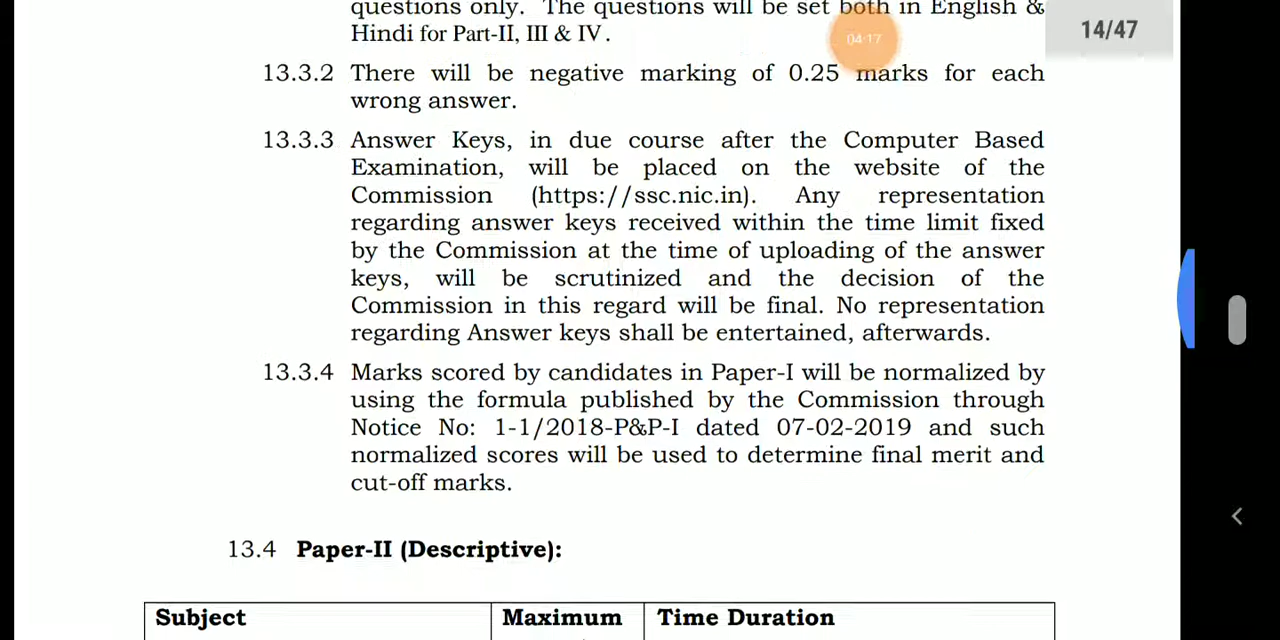 questions only. The questions will be set both in English &
Hindi for Part-II, III & IV.
04:17
14/47
13.3.2 There will be negative marking of 0.25 marks for each
wrong answer.
13.3.3 Answer Keys, in due course after the Computer Based
Examination, will be placed on the website of the
Commission (https://ssc.nic.in). Any representation
regarding answer keys received within the time limit fixed
by the Commission at the time of uploading of the answer
keys, will be scrutinized and the decision of the
Commission in this regard will be final. No representation
regarding Answer keys shall be entertained, afterwards.
13.3.4 Marks scored by candidates in Paper-I will be normalized by
using the formula published by the Commission through
Notice No: 1-1/2018-P&P-I dated 07-02-2019 and such
normalized scores will be used to determine final merit and
cut-off marks.
13.4 Paper-II (Descriptive):
Subject Maximum Time Duration